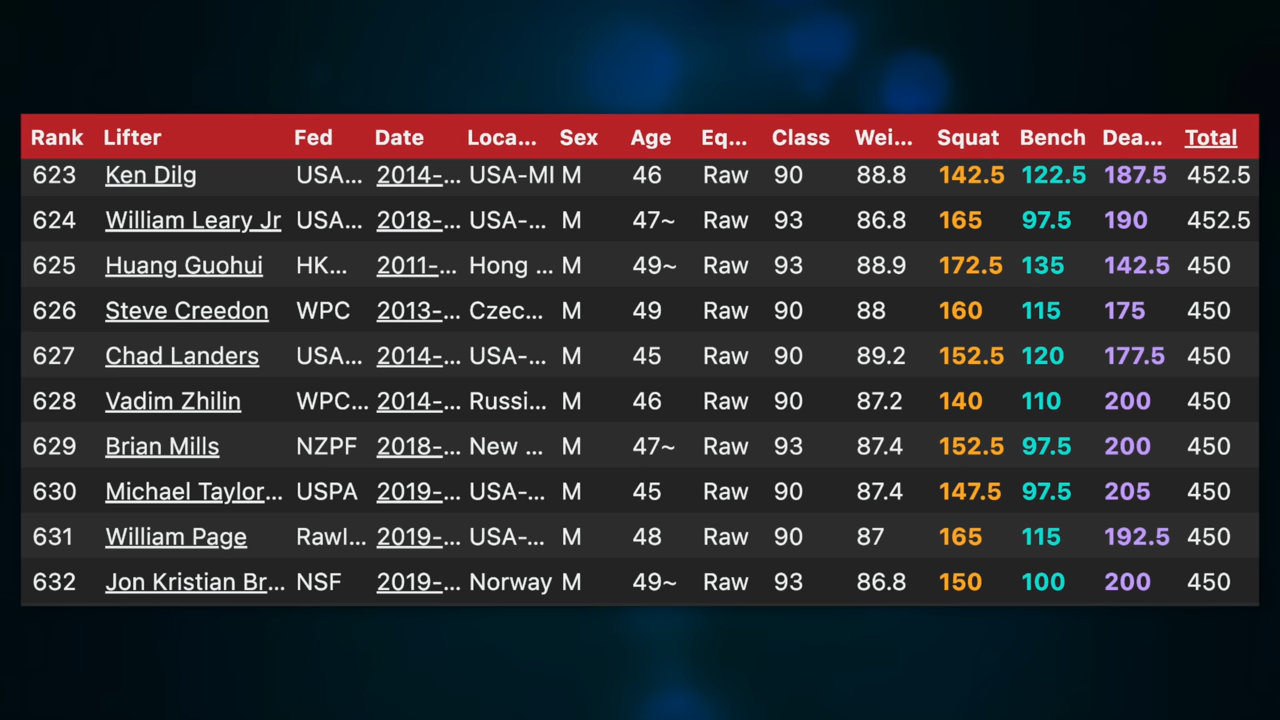 Rank Lifter Fed Date Loca... Sex Age Eq... Class Wei... Squat Bench Dea... Total
623 Ken Dilg USA... 2014-... USA-MI M 46 Raw 90 88.8 142.5 122.5 187.5 452.5
624 William Leary Jr USA... 2018-... USA-... M 47~ Raw 93 86.8 165 97.5 190 452.5
625 Huang Guohui HK... 2011-... Hong ... M 49~ Raw 93 88.9 172.5 135 142.5 450
626 Steve Creedon WPC 2013-... Czec... M 49 Raw 90 88 160 115 175 450
627 Chad Landers USA... 2014-... USA-... M 45 Raw 90 89.2 152.5 120 177.5 450
628 Vadim Zhilin WPC... 2014-... Russi... M 46 Raw 90 87.2 140 110 200 450
629 Brian Mills NZPF 2018-... New ... M 47~ Raw 93 87.4 152.5 97.5 200 450
630 Michael Taylor... USPA 2019-... USA-... M 45 Raw 90 87.4 147.5 97.5 205 450
631 William Page Rawl... 2019-... USA-... M 48 Raw 90 87 165 115 192.5 450
632 Jon Kristian Br... NSF 2019-... Norway M 49~ Raw 93 86.8 150 100 200 450